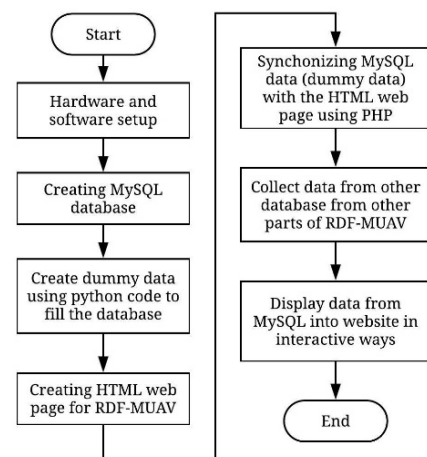 Start
Hardware and
software setup
Creating MySQL
database
Create dummy data
using python code to
fill the database
Creating HTML web
page for RDF-MUAV
Synchonizing MySQL
data (dummy data)
with the HTML web
page using PHP
Collect data from other
database from other
parts of RDF-MUAV
Display data from
MySQL into website in
interactive ways
End